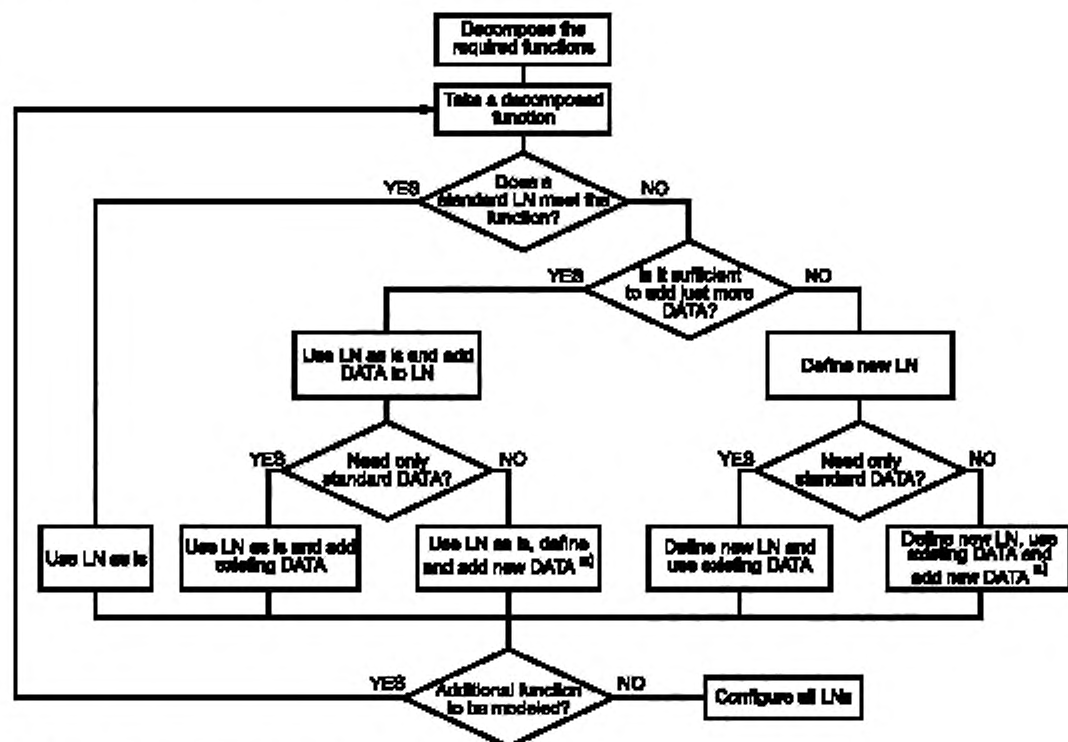 Decompose the
required functions
Take a decomposed
function
YES
Does a
standard LN meet the
function?
NO
YES
Is it sufficient
to add just more
DATA?
NO
Use LN as is and add
DATA to LN
Define new LN
YES
Need only
standard DATA?
NO
YES
Need only
standard DATA?
NO
Use LN as is
Use LN as is and add
existing DATA
Use LN as is, define
and add new DATA a)
Define new LN and
use existing DATA
Define new LN, use
existing DATA and
add new DATA a)
YES
Additional function
to be modeled?
NO
Configure all LNs